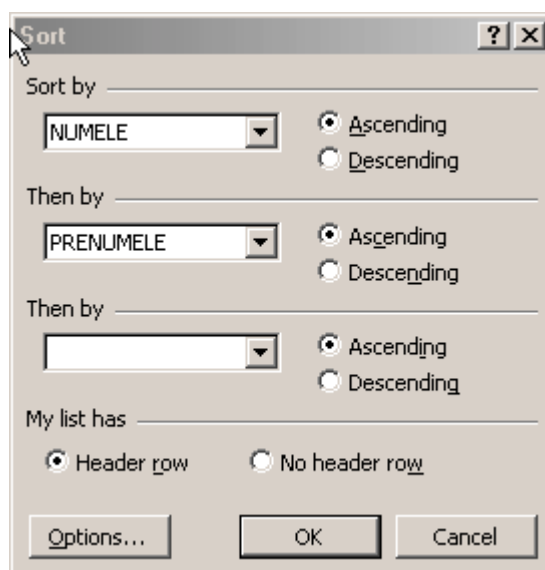 Sort
Sort by
NUMELE
Ascending
Descending
Then by
PRENUMELE
Ascending
Descending
Then by
Ascending
Descending
My list has
Header row
No header row
Options...
OK
Cancel